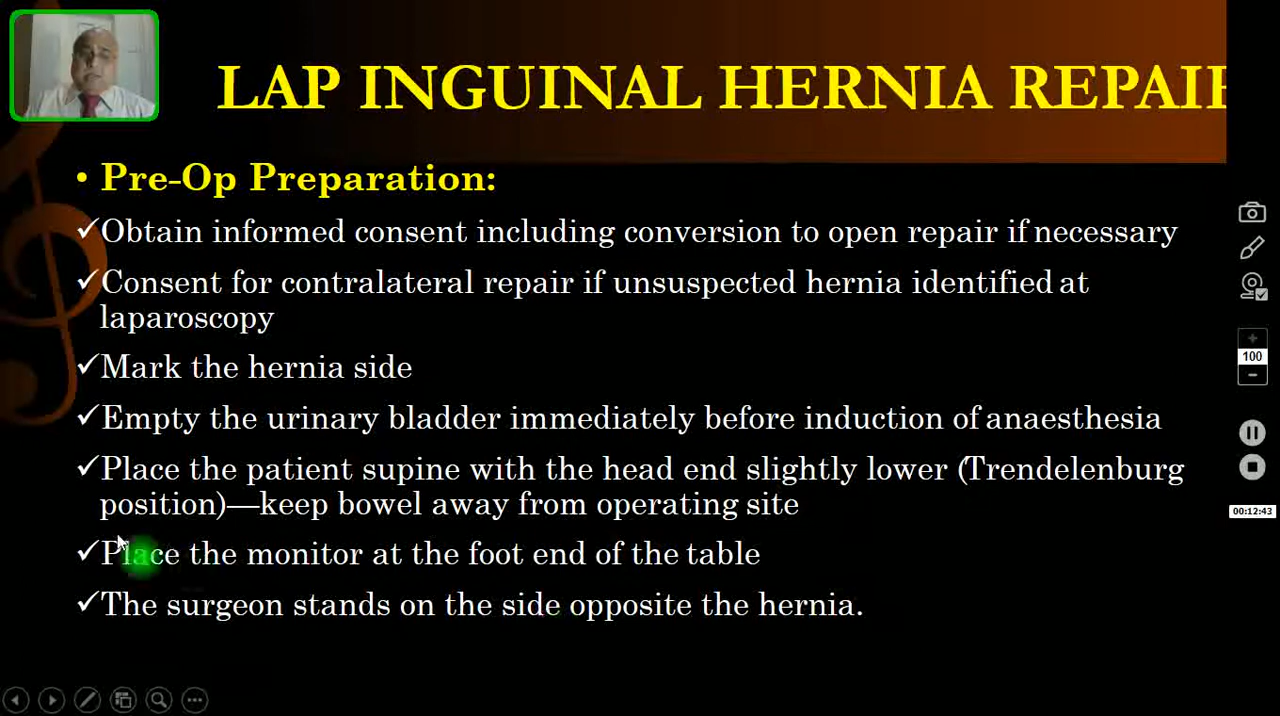 LAP INGUINAL HERNIA REPAIR
• Pre-Op Preparation:
✓Obtain informed consent including conversion to open repair if necessary
✓Consent for contralateral repair if unsuspected hernia identified at
laparoscopy
✓Mark the hernia side
✓Empty the urinary bladder immediately before induction of anaesthesia
✓Place the patient supine with the head end slightly lower (Trendelenburg
position)—keep bowel away from operating site
✓Place the monitor at the foot end of the table
✓The surgeon stands on the side opposite the hernia.
100
00:12:43